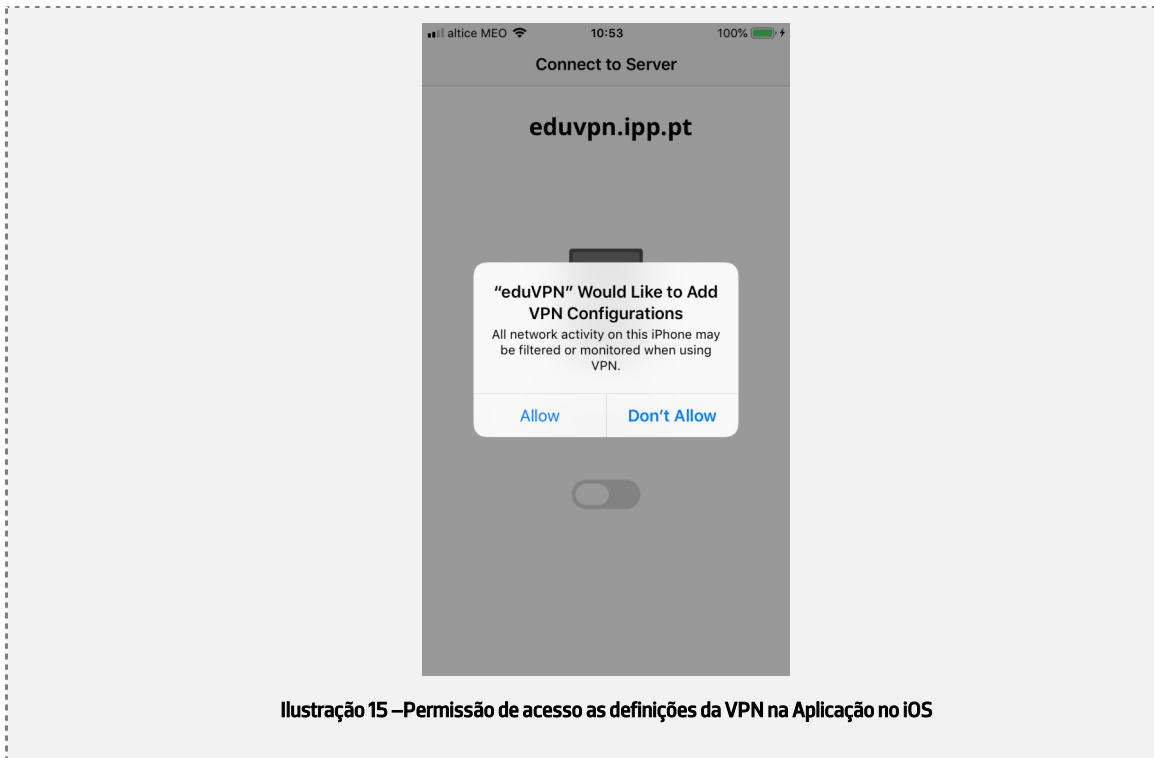 altice MEO 10:53 100%
Connect to Server
eduvpn.ipp.pt
“eduVPN” Would Like to Add
VPN Configurations
All network activity on this iPhone may
be filtered or monitored when using
VPN.
Allow Don’t Allow
Ilustração 15 –Permissão de acesso as definições da VPN na Aplicação no iOS